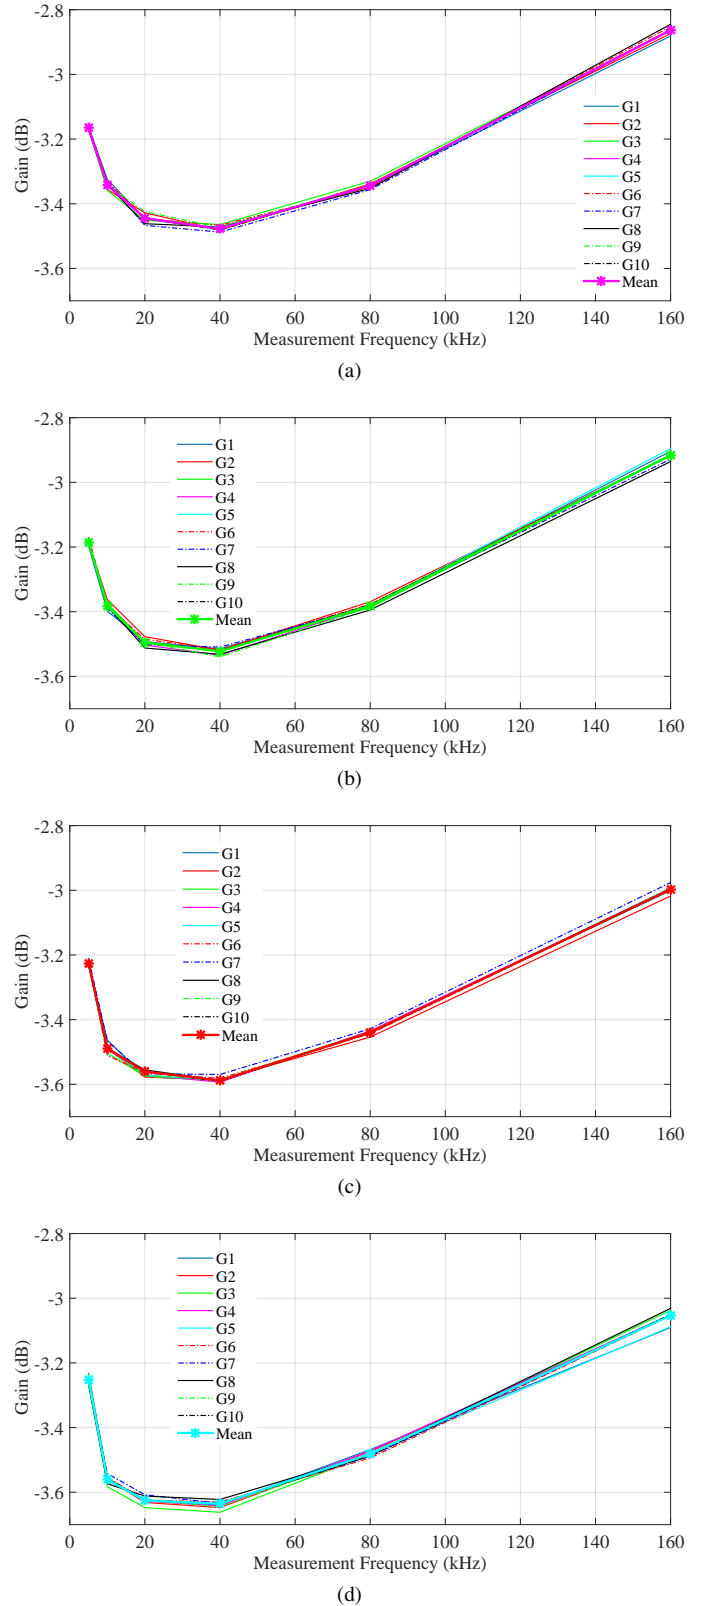 -2.8
-3
-3.2
-3.4
-3.6
Gain (dB)
G1
G2
G3
G4
G5
G6
G7
G8
G9
G10
Mean
0 20 40 60 80 100 120 140 160
Measurement Frequency (kHz)
(a)
-2.8
-3
-3.2
-3.4
-3.6
Gain (dB)
G1
G2
G3
G4
G5
G6
G7
G8
G9
G10
Mean
0 20 40 60 80 100 120 140 160
Measurement Frequency (kHz)
(b)
-2.8
-3
-3.2
-3.4
-3.6
Gain (dB)
G1
G2
G3
G4
G5
G6
G7
G8
G9
G10
Mean
0 20 40 60 80 100 120 140 160
Measurement Frequency (kHz)
(c)
-2.8
-3
-3.2
-3.4
-3.6
Gain (dB)
G1
G2
G3
G4
G5
G6
G7
G8
G9
G10
Mean
0 20 40 60 80 100 120 140 160
Measurement Frequency (kHz)
(d)